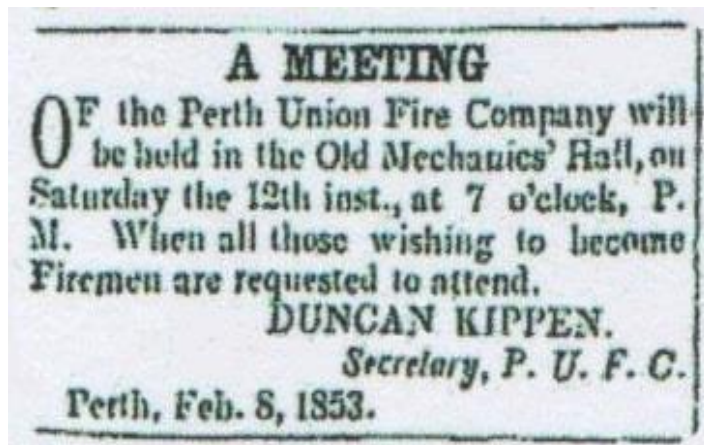 A MEETING
OF the Perth Union Fire Company will
be held in the Old Mechanics' Hall, on
Saturday the 12th inst., at 7 o'clock, P.
M. When all those wishing to become
Firemen are requested to attend.
DUNCAN KIPPEN.
Secretary, P. U. F. C.
Perth, Feb. 8, 1853.